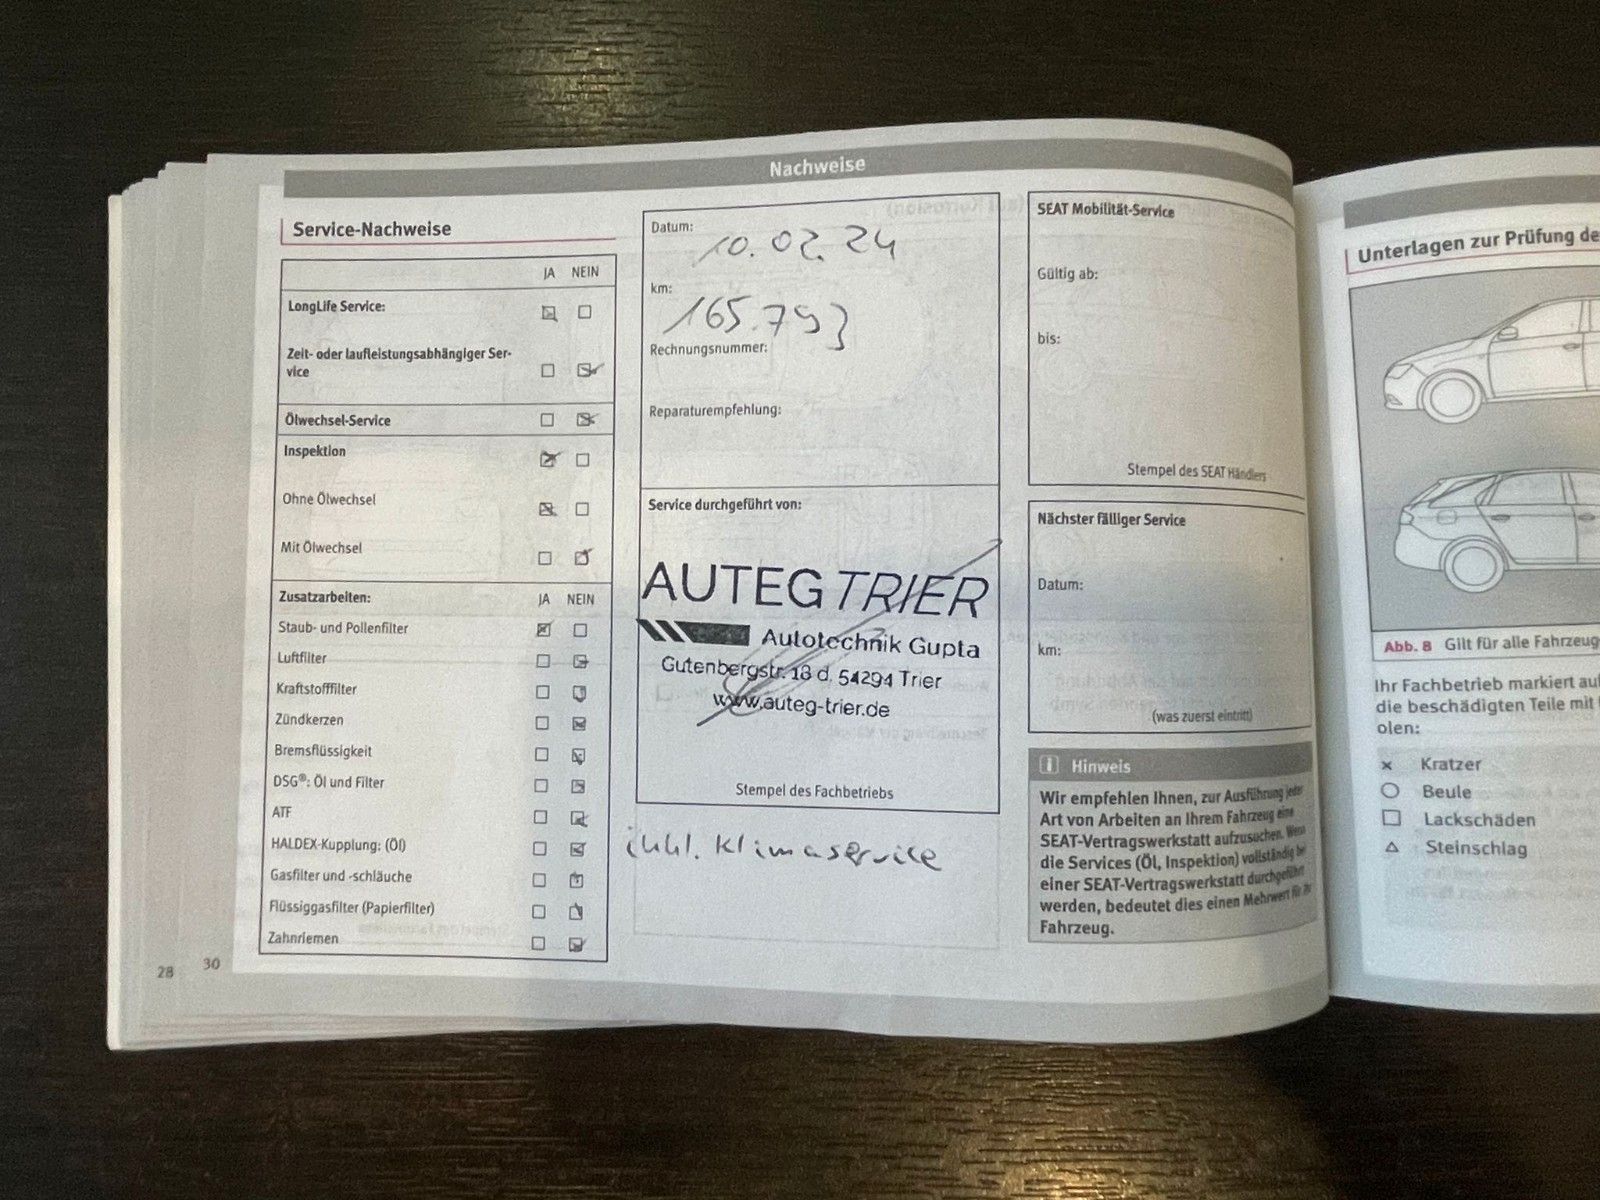 Nachweise
Service-Nachweise
JA NEIN
LongLife Service:
Zeit- oder laufleistungsabhängiger Ser-
vice
Ölwechsel-Service
Inspektion
Ohne Ölwechsel
Mit Ölwechsel
Zusatzarbeiten: JA NEIN
Staub- und Pollenfilter
Luftfilter
Kraftstofffilter
Zündkerzen
Bremsflüssigkeit
DSG®: Öl und Filter
ATF
HALDEX-Kupplung: (Öl)
Gasfilter und -schläuche
Flüssiggasfilter (Papierfilter)
Zahnriemen
28 30
Datum: 10.02.24
km: 165.793
Rechnungsnummer:
Reparaturempfehlung:
Service durchgeführt von:
AUTEG TRIER
Autotechnik Gupta
Gutenbergstr. 18 d, 54294 Trier
www.auteg-trier.de
Stempel des Fachbetriebs
inkl. Klimaservice
SEAT Mobilität-Service
Gültig ab:
bis:
Stempel des SEAT Händlers
Nächster fälliger Service
Datum:
km:
(was zuerst eintritt)
Hinweis
Wir empfehlen Ihnen, zur Ausführung jeder
Art von Arbeiten an Ihrem Fahrzeug eine
SEAT-Vertragswerkstatt aufzusuchen. Wenn
die Services (Öl, Inspektion) vollständig bei
einer SEAT-Vertragswerkstatt durchgeführt
werden, bedeutet dies einen Mehrwert für Ihr
Fahrzeug.
Unterlagen zur Prüfung de
Abb. 8 Gilt für alle Fahrzeug
Ihr Fachbetrieb markiert auf
die beschädigten Teile mit
olen:
Kratzer
Beule
Lackschäden
Steinschlag